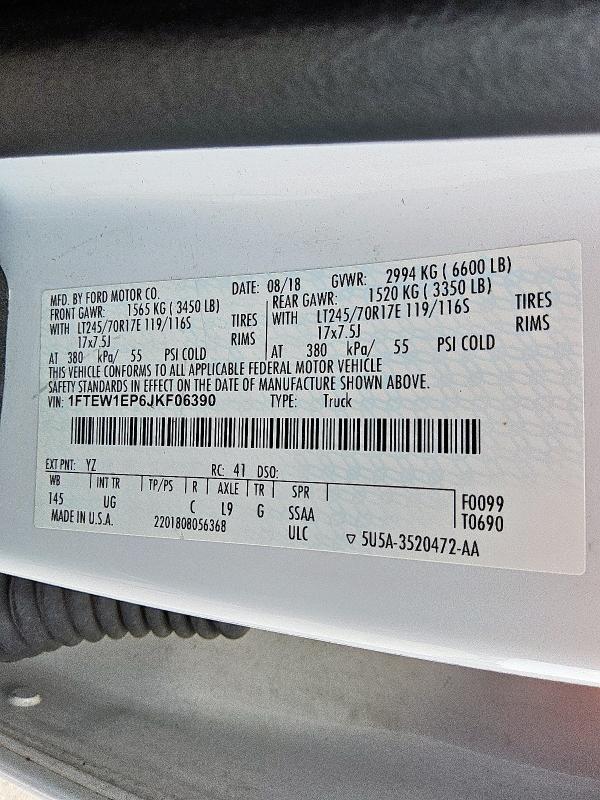 MFD. BY FORD MOTOR CO. DATE: 08/18 GVWR: 2994 KG ( 6600 LB)
FRONT GAWR: 1565 KG ( 3450 LB) REAR GAWR: 1520 KG ( 3350 LB)
WITH LT245/70R17E 119/116S TIRES WITH LT245/70R17E 119/116S TIRES
17x7.5J RIMS 17x7.5J RIMS
AT 380 kPa/ 55 PSI COLD AT 380 kPa/ 55 PSI COLD
THIS VEHICLE CONFORMS TO ALL APPLICABLE FEDERAL MOTOR VEHICLE
SAFETY STANDARDS IN EFFECT ON THE DATE OF MANUFACTURE SHOWN ABOVE.
VIN: 1FTEW1EP6JKF06390 TYPE: Truck
EXT PNT: YZ RC: 41 DSO:
WB INT TR TP/PS R AXLE TR SPR F0099
145 UG C L9 G SSAA T0690
MADE IN U.S.A. 2201808056368 ULC ▽ 5U5A-3520472-AA